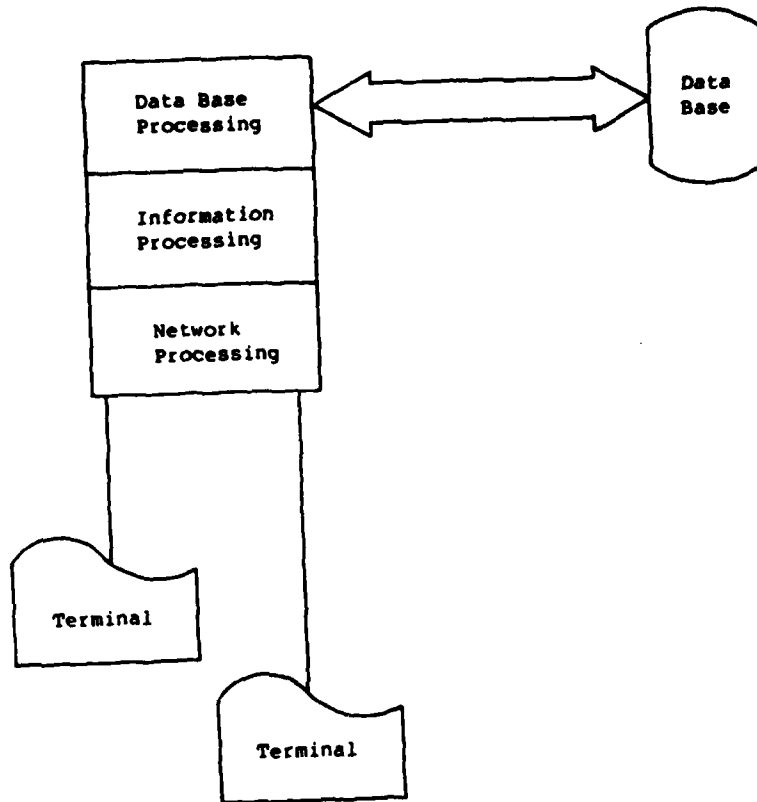 Data Base
Processing
Data
Base
Information
Processing
Network
Processing
Terminal
Terminal